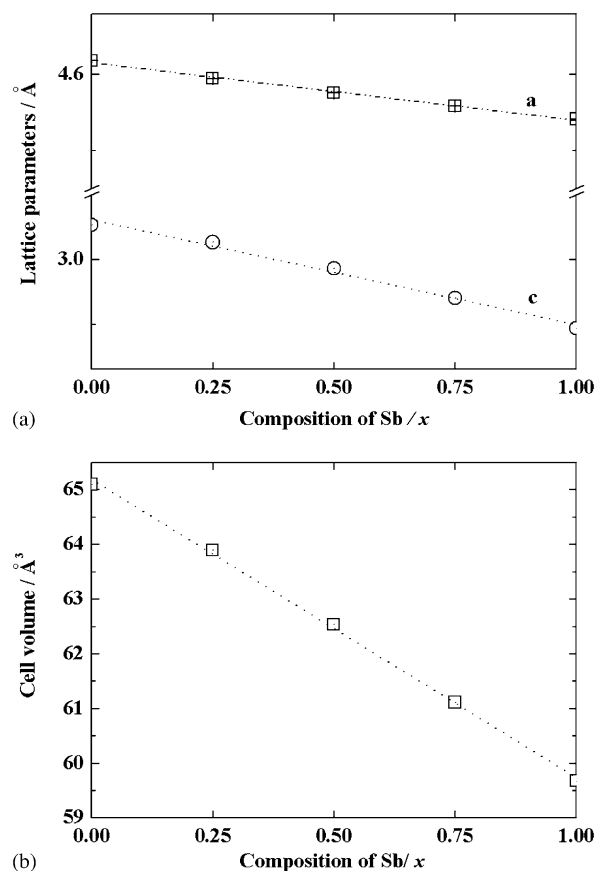 4.6
a
Lattice parameters / Å
3.0
c
0.00 0.25 0.50 0.75 1.00
(a) Composition of Sb / x
65
64
63
Cell volume / Å³
62
61
60
59
0.00 0.25 0.50 0.75 1.00
(b) Composition of Sb/ x